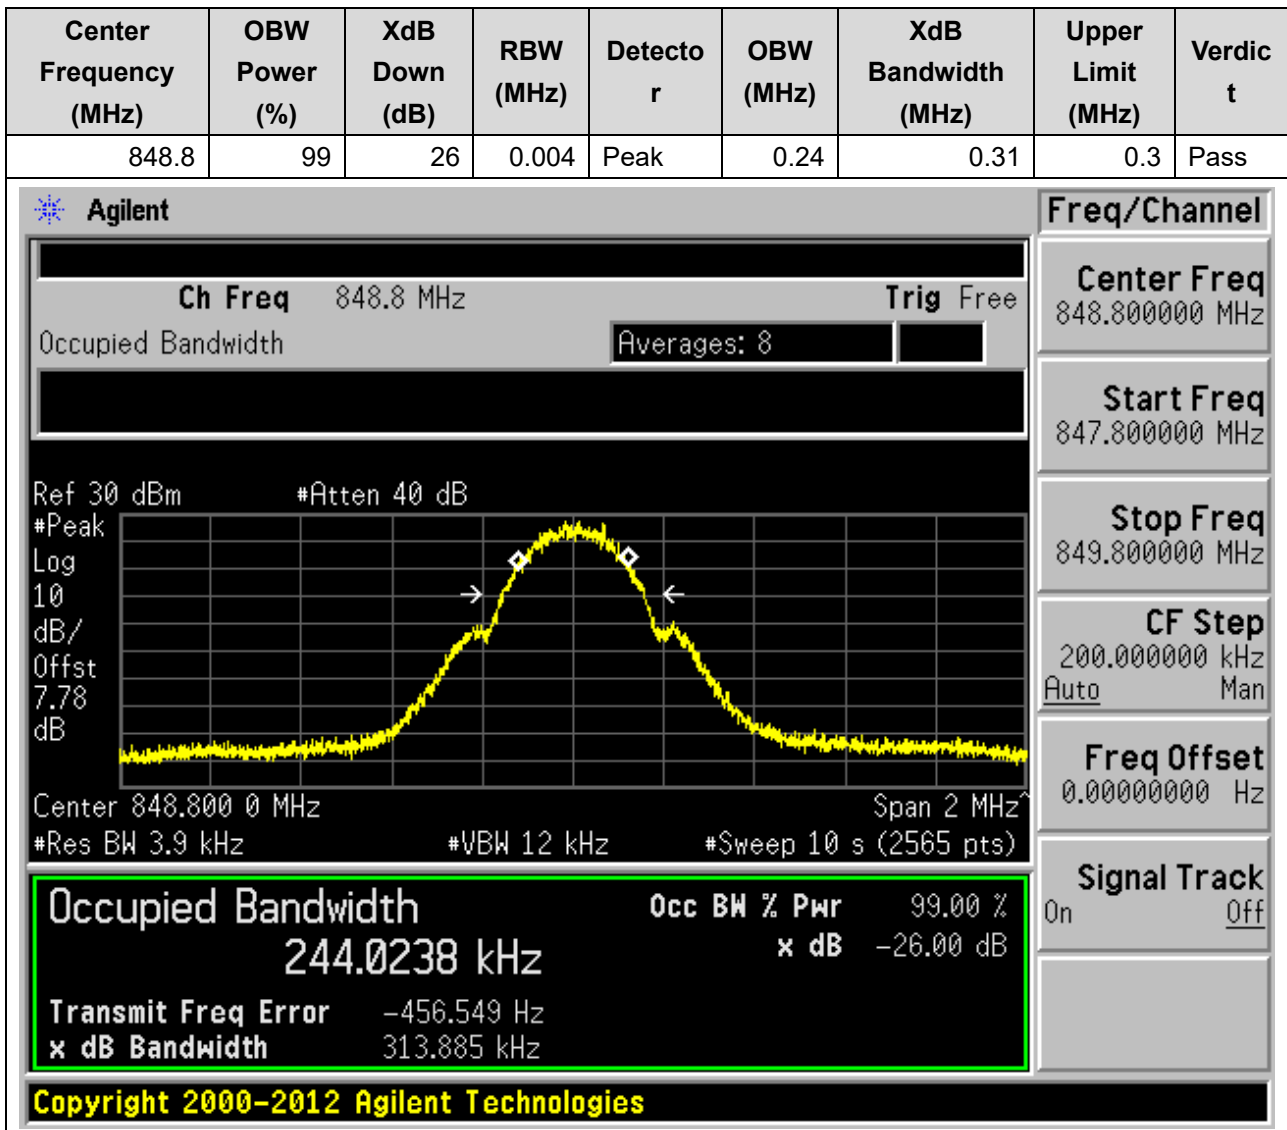 Center Frequency (MHz) OBW Power (%) XdB Down (dB) RBW (MHz) Detecto r OBW (MHz) XdB Bandwidth (MHz) Upper Limit (MHz) Verdic t
848.8 99 26 0.004 Peak 0.24 0.31 0.3 Pass
Agilent
Freq/Channel
Ch Freq 848.8 MHz Trig Free
Occupied Bandwidth Averages: 8
Center Freq
848.800000 MHz
Start Freq
847.800000 MHz
Stop Freq
849.800000 MHz
CF Step
200.000000 kHz
Auto Man
Freq Offset
0.00000000 Hz
Signal Track
On Off
Ref 30 dBm #Atten 40 dB
#Peak
Log
10
dB/
Offst
7.78
dB
Center 848.800 0 MHz Span 2 MHz^
#Res BW 3.9 kHz #VBW 12 kHz #Sweep 10 s (2565 pts)
Occupied Bandwidth
244.0238 kHz
Occ BW % Pwr 99.00 %
x dB -26.00 dB
Transmit Freq Error -456.549 Hz
x dB Bandwidth 313.885 kHz
Copyright 2000-2012 Agilent Technologies